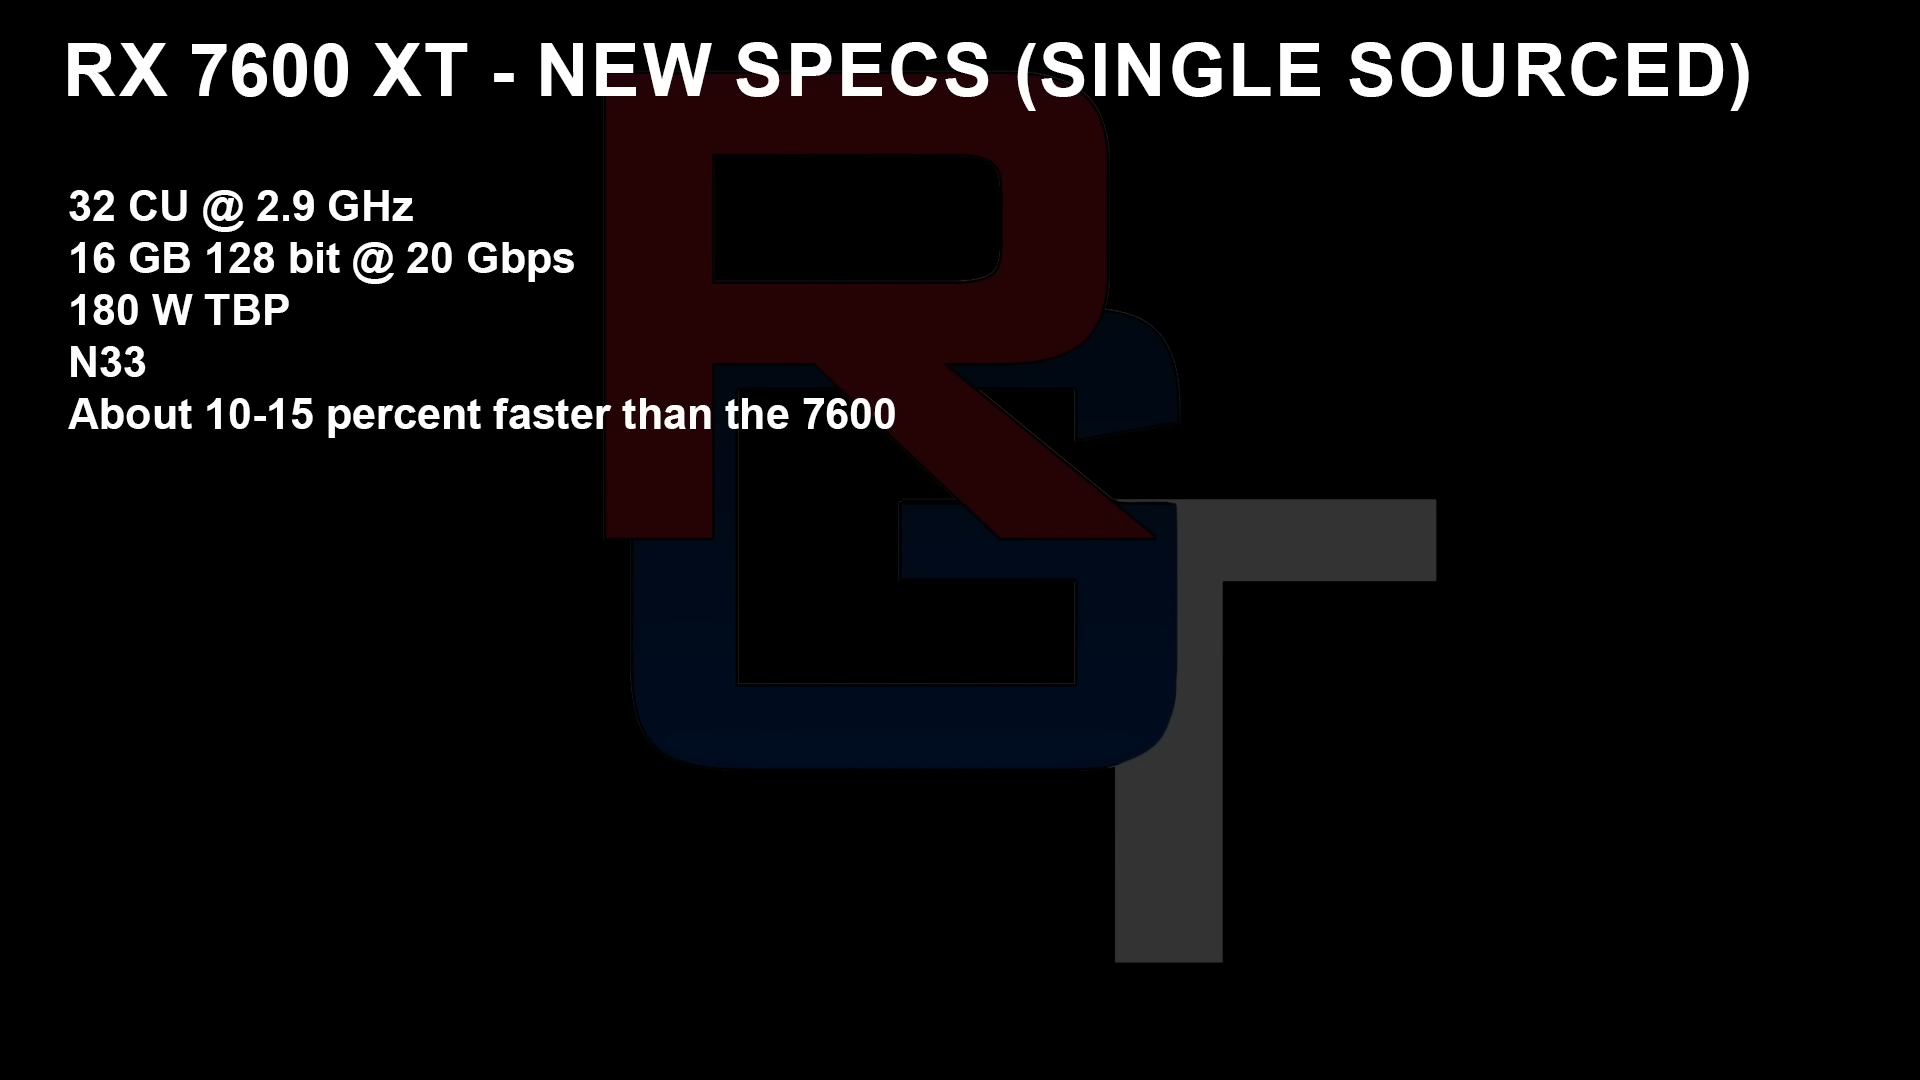 RX 7600 XT - NEW SPECS (SINGLE SOURCED)
32 CU @ 2.9 GHz
16 GB 128 bit @ 20 Gbps
180 W TBP
N33
About 10-15 percent faster than the 7600
RGT